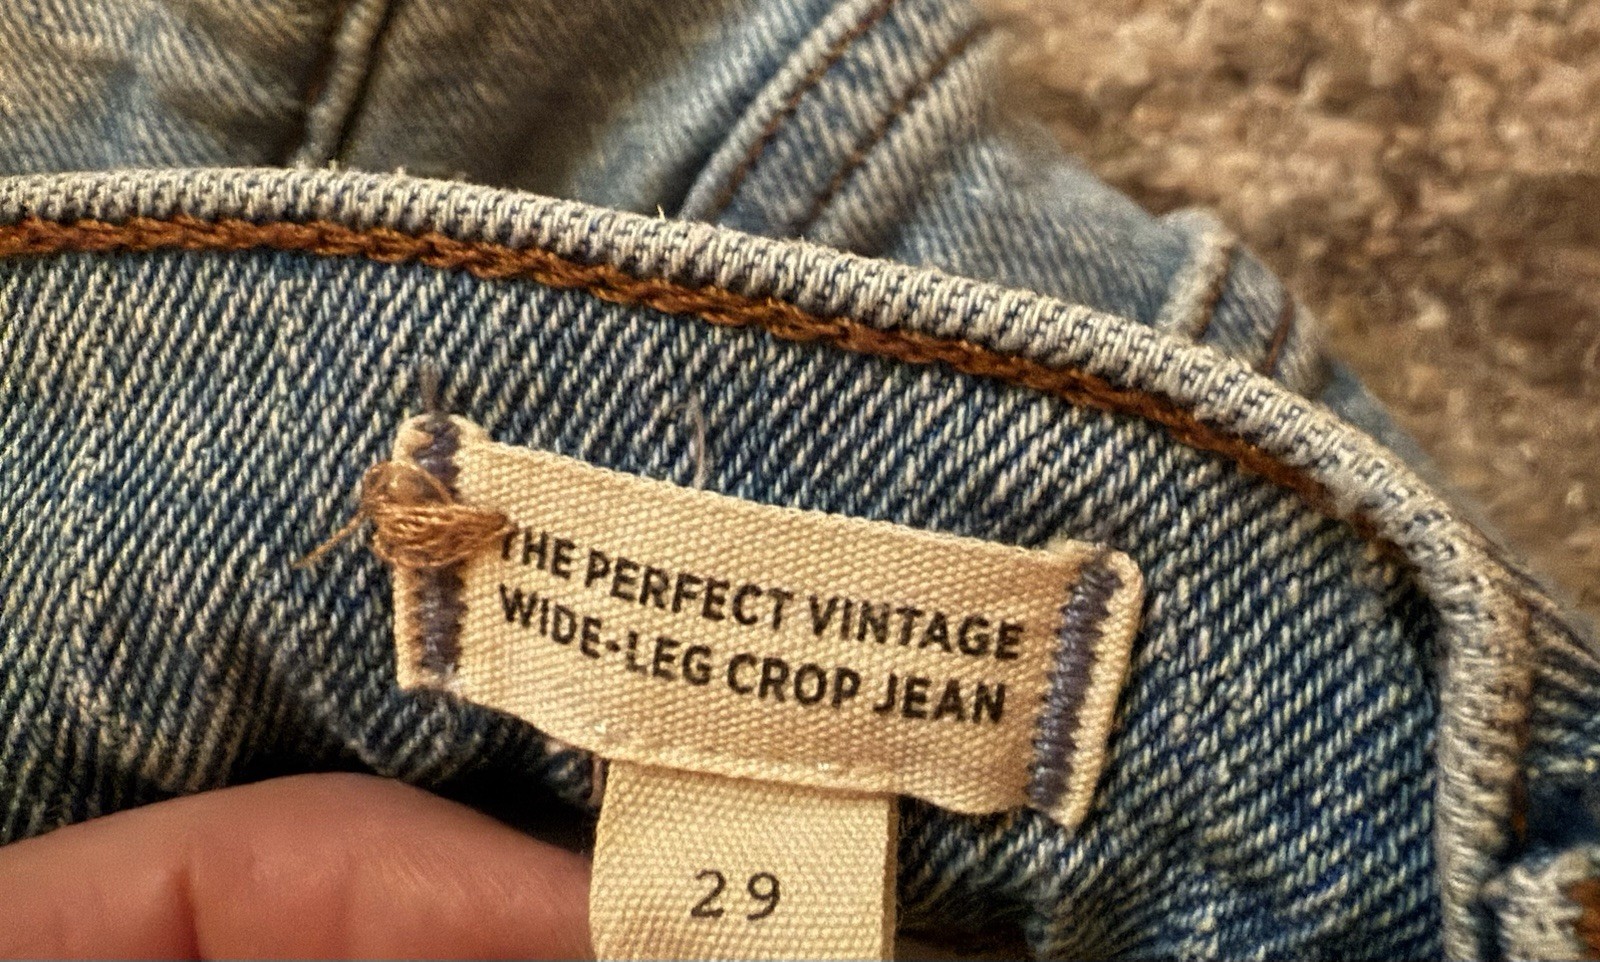 THE PERFECT VINTAGE
WIDE-LEG CROP JEAN
29